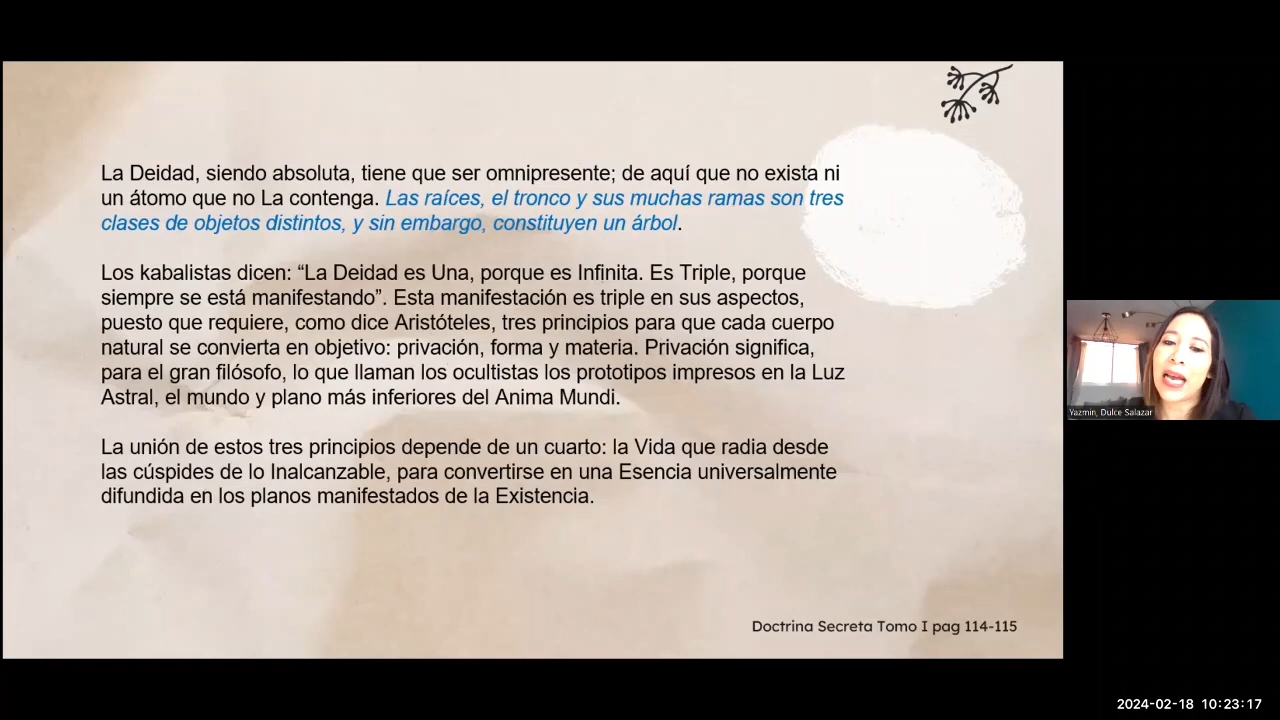 La Deidad, siendo absoluta, tiene que ser omnipresente; de aquí que no exista ni
un átomo que no La contenga. Las raíces, el tronco y sus muchas ramas son tres
clases de objetos distintos, y sin embargo, constituyen un árbol.
Los kabalistas dicen: “La Deidad es Una, porque es Infinita. Es Triple, porque
siempre se está manifestando”. Esta manifestación es triple en sus aspectos,
puesto que requiere, como dice Aristóteles, tres principios para que cada cuerpo
natural se convierta en objetivo: privación, forma y materia. Privación significa,
para el gran filósofo, lo que llaman los ocultistas los prototipos impresos en la Luz
Astral, el mundo y plano más inferiores del Anima Mundi.
La unión de estos tres principios depende de un cuarto: la Vida que radia desde
las cúspides de lo Inalcanzable, para convertirse en una Esencia universalmente
difundida en los planos manifestados de la Existencia.
Doctrina Secreta Tomo I pag 114-115
Yazmin, Dulce Salazar
2024-02-18 10:23:17